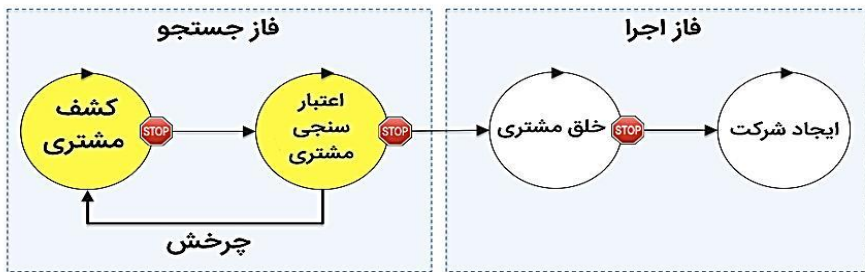 فاز جستجو
فاز اجرا
کشف
مشتری
STOP
اعتبار
سنجی
مشتری
STOP
خلق مشتری
STOP
ایجاد شرکت
چرخش